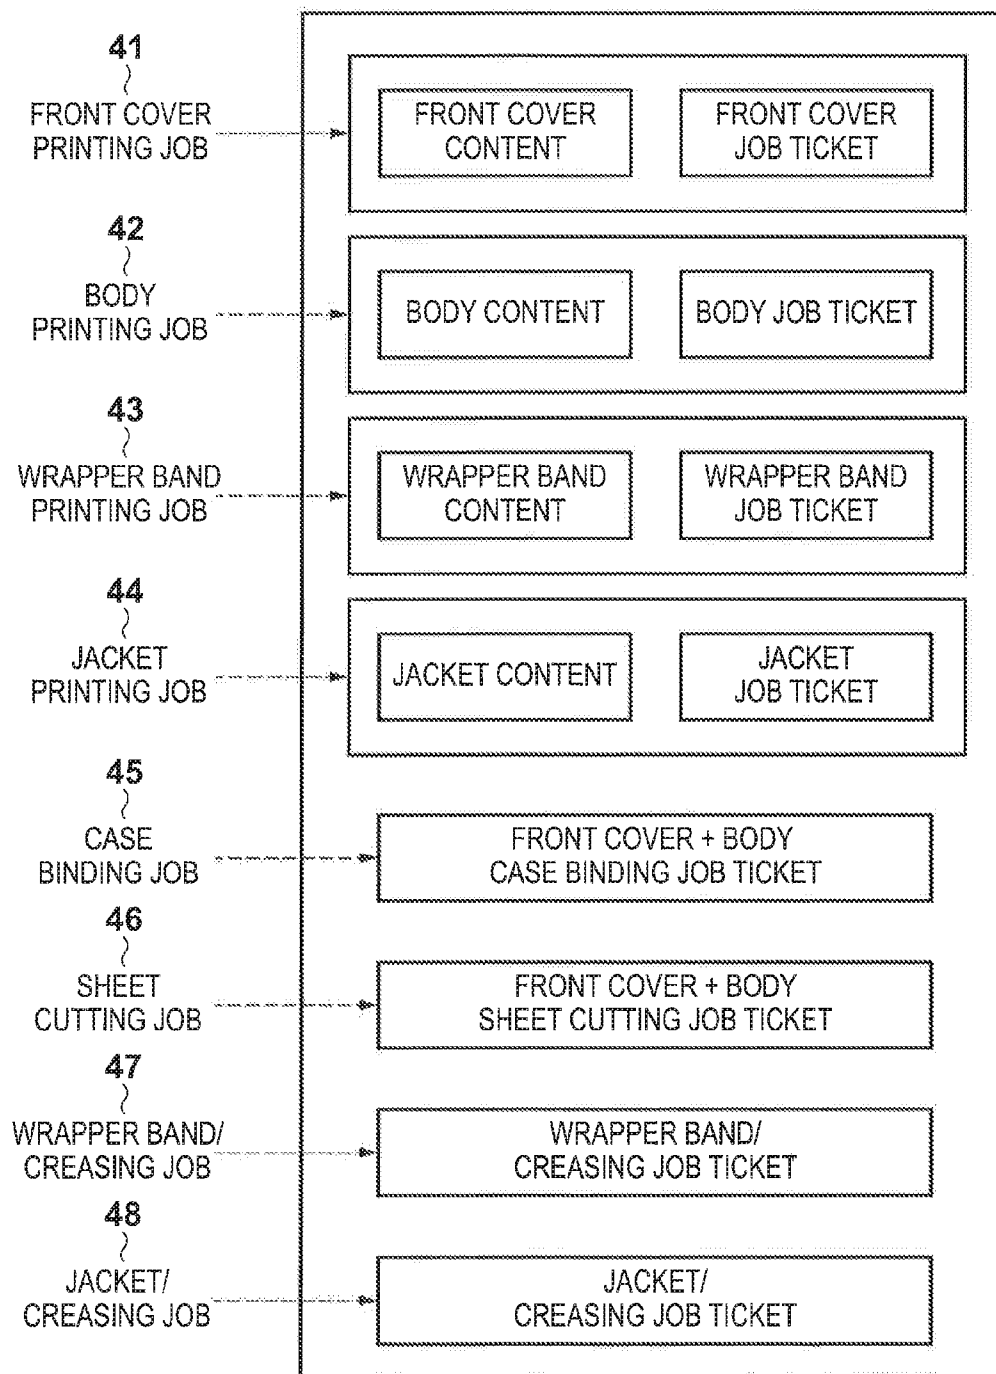 41
FRONT COVER
PRINTING JOB
FRONT COVER
CONTENT
FRONT COVER
JOB TICKET
42
BODY
PRINTING JOB
BODY CONTENT
BODY JOB TICKET
43
WRAPPER BAND
PRINTING JOB
WRAPPER BAND
CONTENT
WRAPPER BAND
JOB TICKET
44
JACKET
PRINTING JOB
JACKET CONTENT
JACKET
JOB TICKET
45
CASE
BINDING JOB
FRONT COVER + BODY
CASE BINDING JOB TICKET
46
SHEET
CUTTING JOB
FRONT COVER + BODY
SHEET CUTTING JOB TICKET
47
WRAPPER BAND/
CREASING JOB
WRAPPER BAND/
CREASING JOB TICKET
48
JACKET/
CREASING JOB
JACKET/
CREASING JOB TICKET